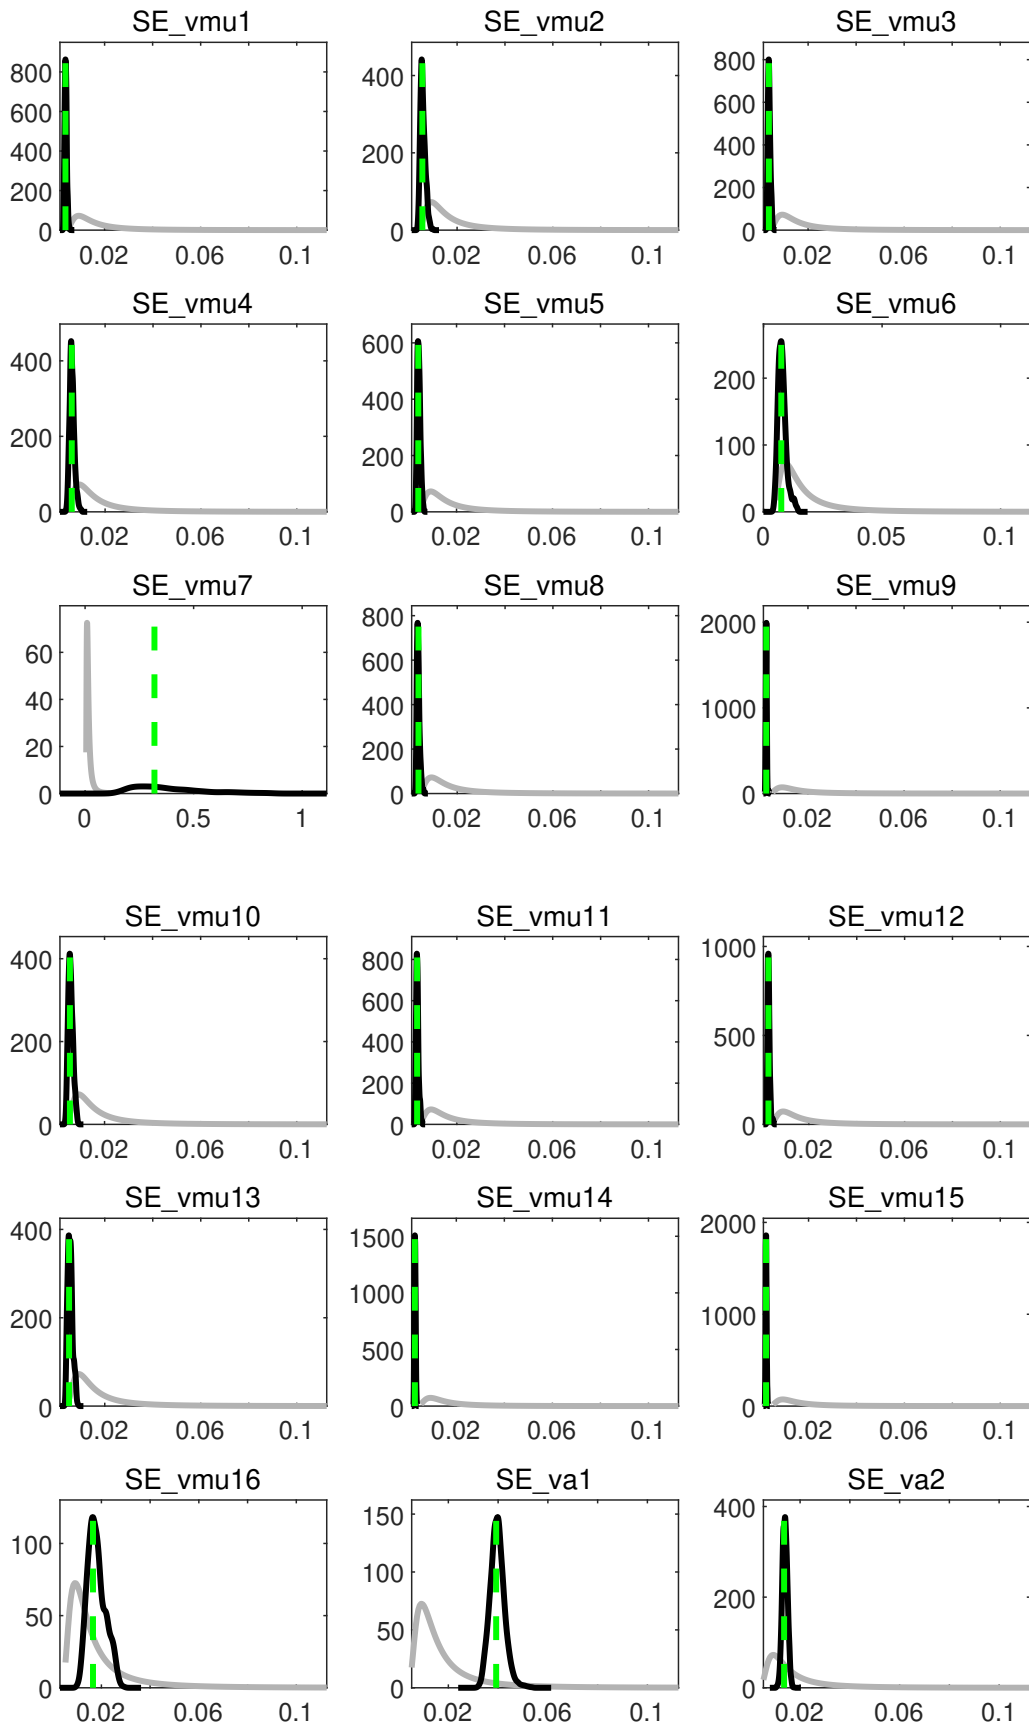 SE_vmu1 SE_vmu2 SE_vmu3
800 600 400 200 0 0.02 0.06 0.1
400 200 0 0.02 0.06 0.1
800 600 400 200 0 0.02 0.06 0.1
SE_vmu4 SE_vmu5 SE_vmu6
400 200 0 0.02 0.06 0.1
600 400 200 0 0.02 0.06 0.1
200 100 0 0 0.05 0.1
SE_vmu7 SE_vmu8 SE_vmu9
60 40 20 0 0 0.5 1
800 600 400 200 0 0.02 0.06 0.1
2000 1000 0 0.02 0.06 0.1
SE_vmu10 SE_vmu11 SE_vmu12
400 200 0 0.02 0.06 0.1
800 600 400 200 0 0.02 0.06 0.1
1000 500 0 0.02 0.06 0.1
SE_vmu13 SE_vmu14 SE_vmu15
400 200 0 0.02 0.06 0.1
1500 1000 500 0 0.02 0.06 0.1
2000 1000 0 0.02 0.06 0.1
SE_vmu16 SE_va1 SE_va2
100 50 0 0.02 0.06 0.1
150 100 50 0 0.02 0.06 0.1
400 200 0 0.02 0.06 0.1